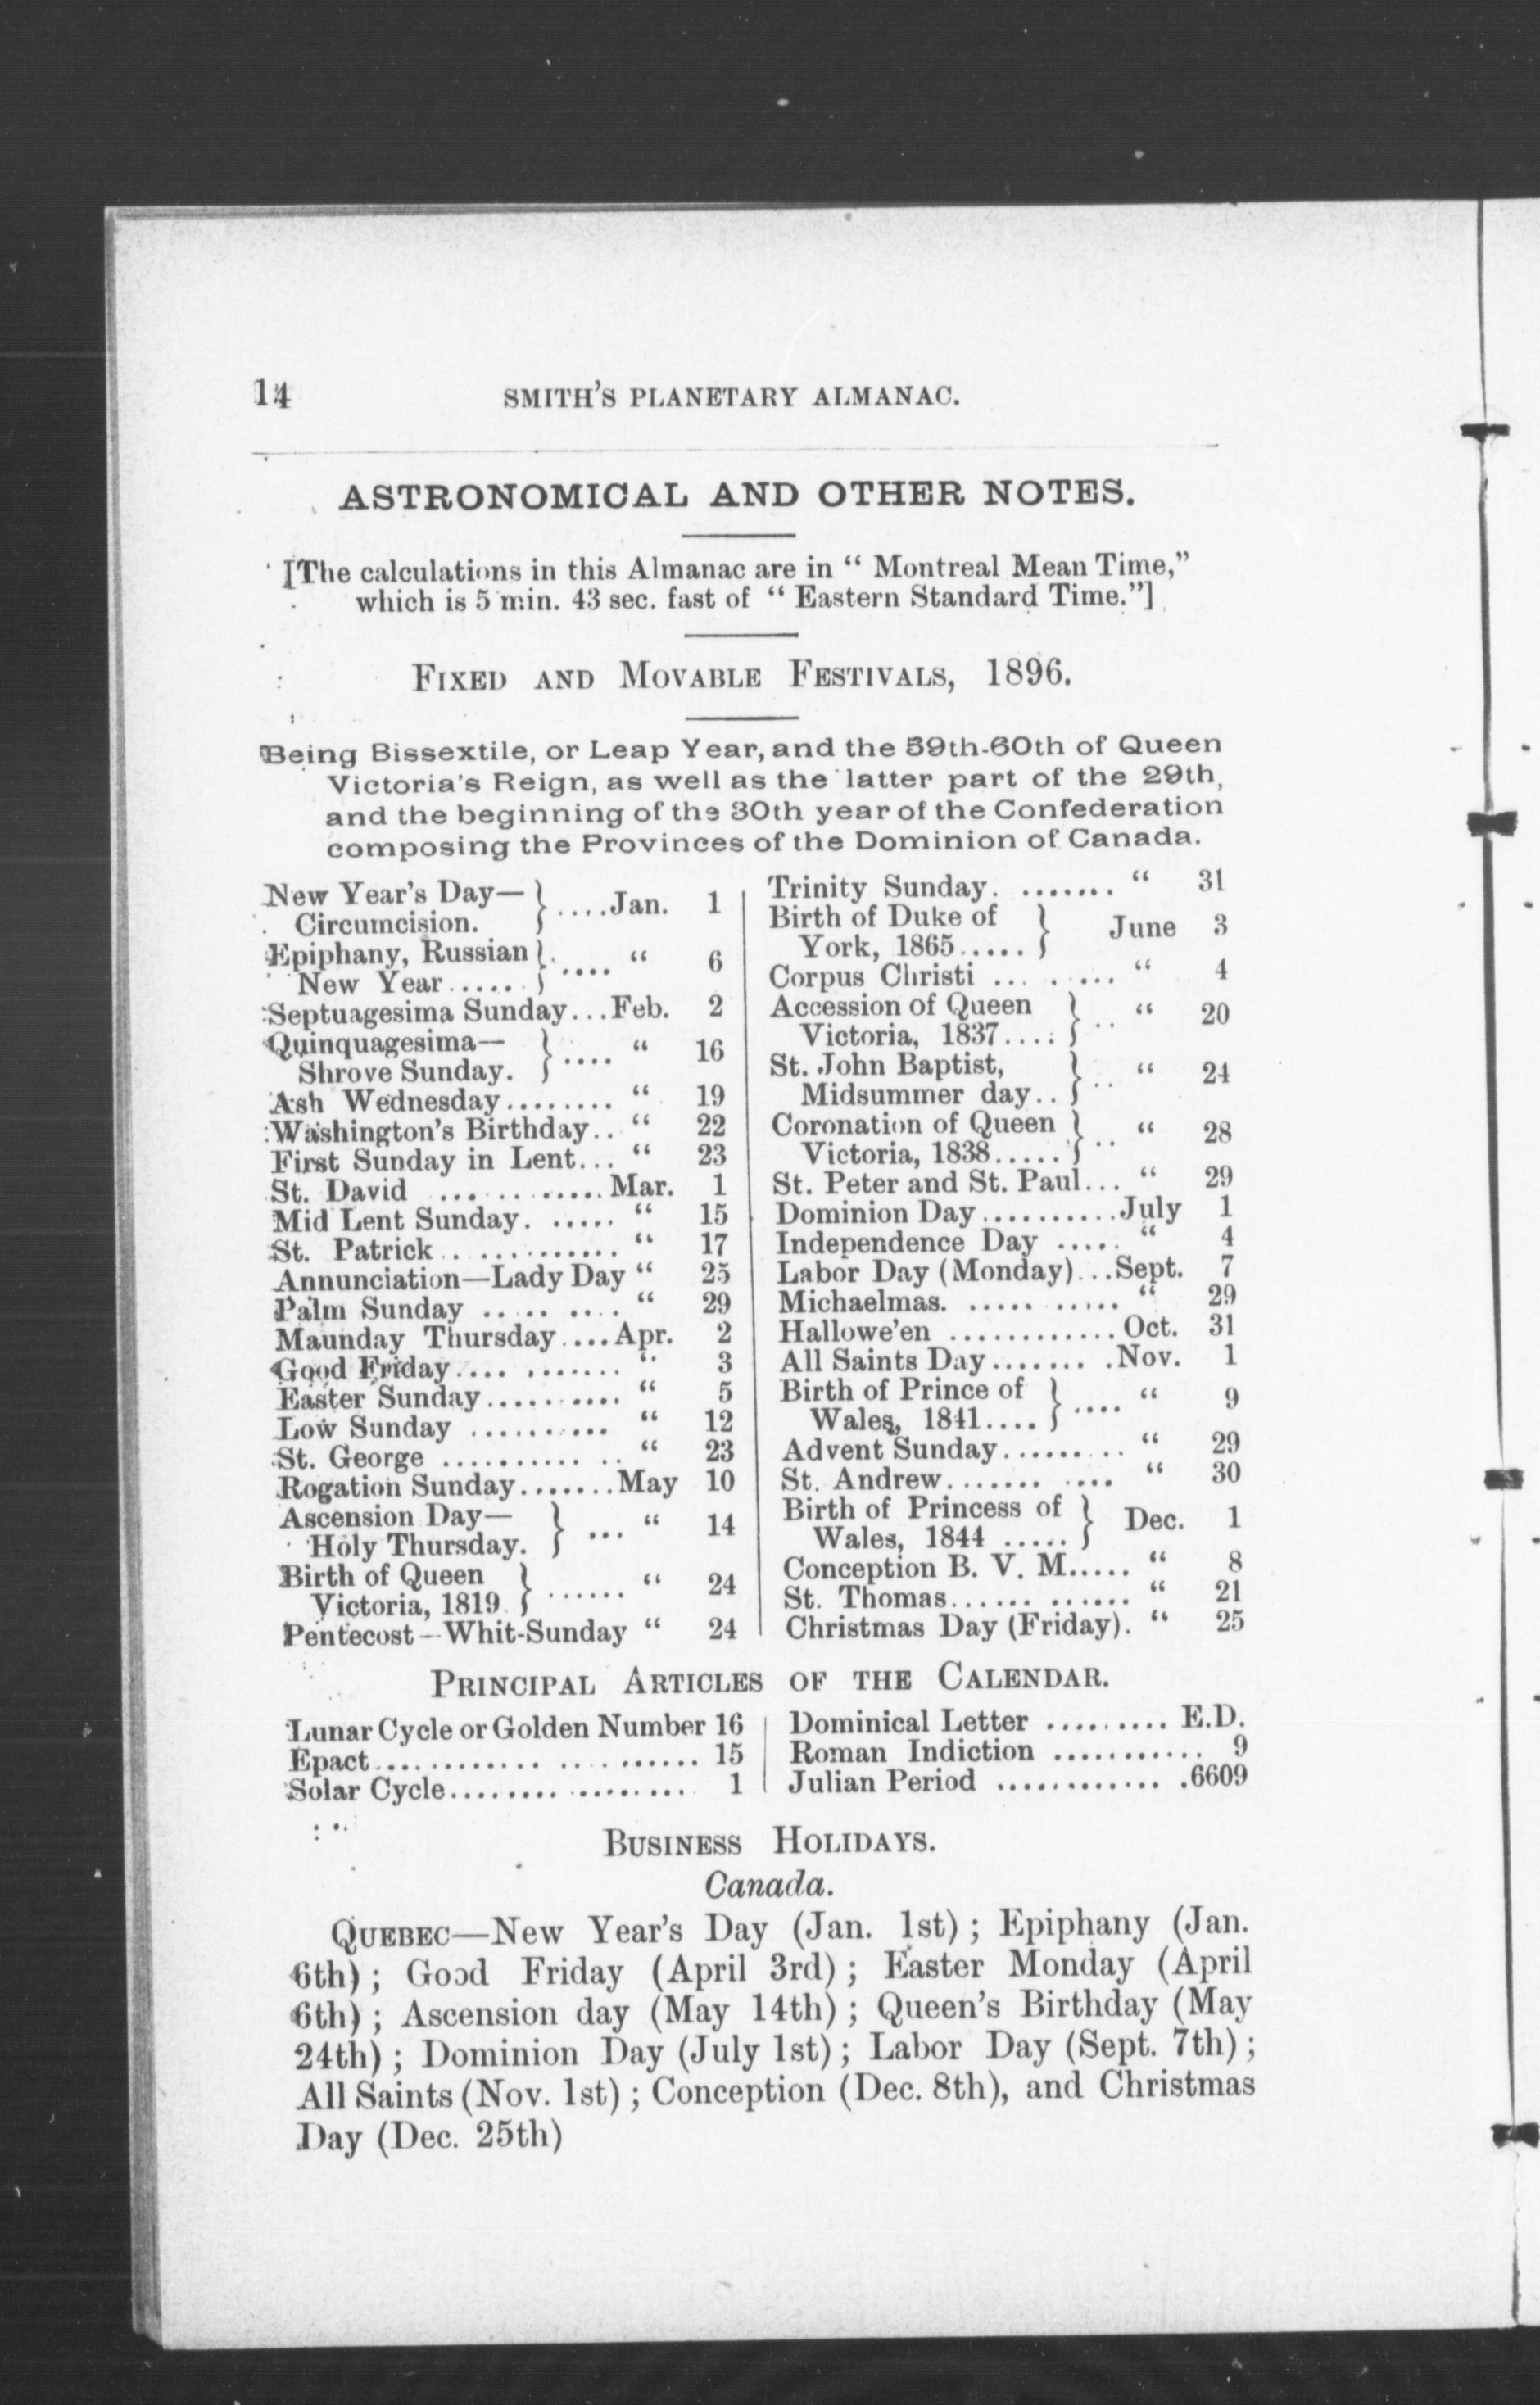 14 SMITH'S PLANETARY ALMANAC.
ASTRONOMICAL AND OTHER NOTES.
[The calculations in this Almanac are in “ Montreal Mean Time,”
which is 5 min. 43 sec. fast of “ Eastern Standard Time.”]
FIXED AND MOVABLE FESTIVALS, 1896.
Being Bissextile, or Leap Year, and the 59th-60th of Queen
Victoria's Reign, as well as the latter part of the 29th,
and the beginning of the 30th year of the Confederation
composing the Provinces of the Dominion of Canada.
New Year's Day— } ....Jan. 1
Circumcision.
Epiphany, Russian } .... “ 6
New Year......
Septuagesima Sunday...Feb. 2
Quinquagesima— } .... “ 16
Shrove Sunday.
Ash Wednesday........ “ 19
Washington's Birthday.. “ 22
First Sunday in Lent... “ 23
St. David ............Mar. 1
Mid Lent Sunday. ..... “ 15
St. Patrick............ “ 17
Annunciation—Lady Day “ 25
Palm Sunday ......... “ 29
Maunday Thursday....Apr. 2
Good Friday........... “ 3
Easter Sunday.......... “ 5
Low Sunday .......... “ 12
St. George ............ “ 23
Rogation Sunday.......May 10
Ascension Day— } ... “ 14
Holy Thursday.
Birth of Queen } ...... “ 24
Victoria, 1819.
Pentecost—Whit-Sunday “ 24
Trinity Sunday. ....... “ 31
Birth of Duke of } June 3
York, 1865.....
Corpus Christi ........ “ 4
Accession of Queen } .. “ 20
Victoria, 1837....
St. John Baptist, } .. “ 24
Midsummer day..
Coronation of Queen } .. “ 28
Victoria, 1838.....
St. Peter and St. Paul... “ 29
Dominion Day..........July 1
Independence Day ..... “ 4
Labor Day (Monday)...Sept. 7
Michaelmas. .......... “ 29
Hallowe'en ............Oct. 31
All Saints Day........Nov. 1
Birth of Prince of } .... “ 9
Wales, 1841....
Advent Sunday......... “ 29
St. Andrew........... “ 30
Birth of Princess of } Dec. 1
Wales, 1844 .....
Conception B. V. M..... “ 8
St. Thomas............ “ 21
Christmas Day (Friday). “ 25
PRINCIPAL ARTICLES OF THE CALENDAR.
Lunar Cycle or Golden Number 16
Epact...................... 15
Solar Cycle................. 1
Dominical Letter ......... E.D.
Roman Indiction ........... 9
Julian Period .............6609
BUSINESS HOLIDAYS.
Canada.
QUEBEC—New Year's Day (Jan. 1st) ; Epiphany (Jan.
6th) ; Good Friday (April 3rd) ; Easter Monday (April
6th) ; Ascension day (May 14th) ; Queen's Birthday (May
24th) ; Dominion Day (July 1st) ; Labor Day (Sept. 7th) ;
All Saints (Nov. 1st) ; Conception (Dec. 8th), and Christmas
Day (Dec. 25th)